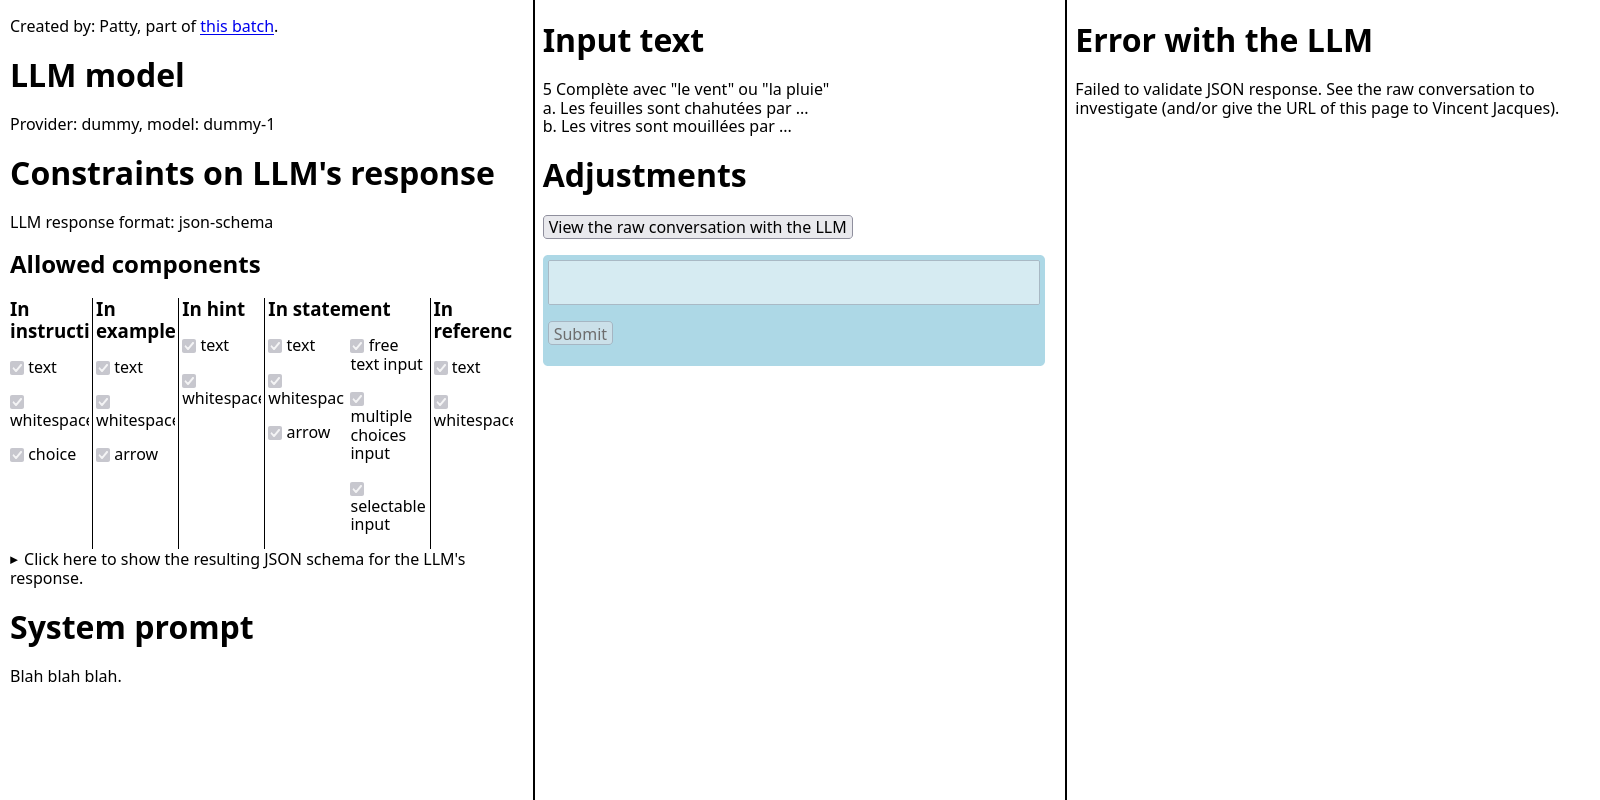 Created by: Patty, part of this batch.
LLM model
Provider: dummy, model: dummy-1
Constraints on LLM's response
LLM response format: json-schema
Allowed components
In
instructi
text
whitespace
choice
In
example
text
whitespace
arrow
In hint
text
whitespace
In statement
text
whitespac
arrow
free
text input
multiple
choices
input
selectable
input
In
referenc
text
whitespace
▸ Click here to show the resulting JSON schema for the LLM's
response.
System prompt
Blah blah blah.
Input text
5 Complète avec "le vent" ou "la pluie"
a. Les feuilles sont chahutées par ...
b. Les vitres sont mouillées par ...
Adjustments
View the raw conversation with the LLM
Submit
Error with the LLM
Failed to validate JSON response. See the raw conversation to
investigate (and/or give the URL of this page to Vincent Jacques).